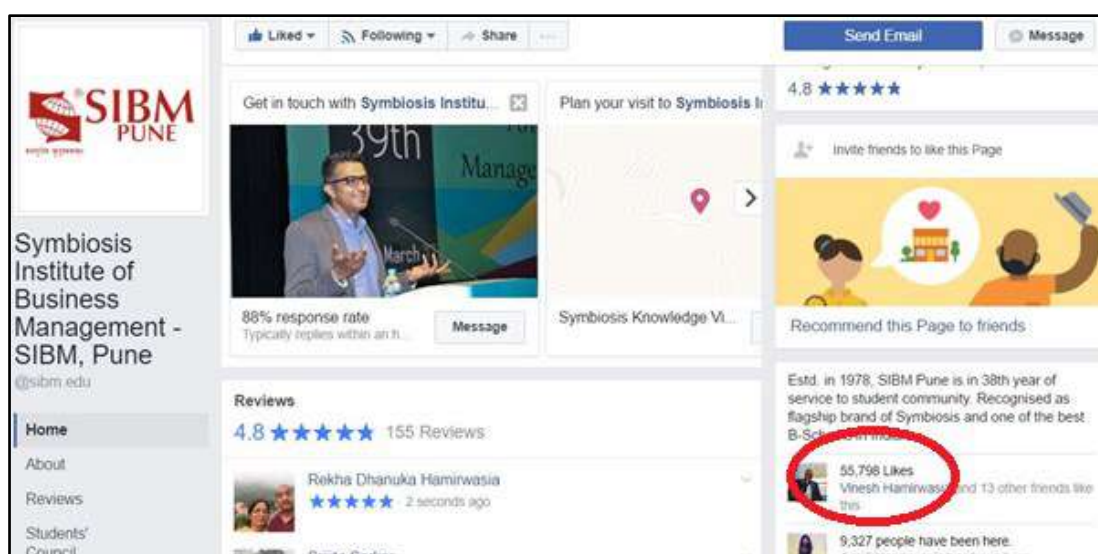 SIBM
PUNE
Symbiosis
Institute of
Business
Management -
SIBM, Pune
@sibm.edu
Home
About
Reviews
Students'
Council
Liked
Following
Share
Send Email
Message
Get in touch with Symbiosis Institu...
39th
Manage
March
88% response rate
Typically replies within an h...
Message
Plan your visit to Symbiosis I
Symbiosis Knowledge Vi...
Reviews
4.8 ★★★★★ 155 Reviews
Rekha Dhanuka Hamirwasia
★★★★★ · 2 seconds ago
4.8 ★★★★★
Invite friends to like this Page
Recommend this Page to friends
Estd. in 1978, SIBM Pune is in 38th year of
service to student community. Recognised as
flagship brand of Symbiosis and one of the best
55,798 Likes
Vinesh Hamirwasi and 13 other friends like
this
9,327 people have been here.